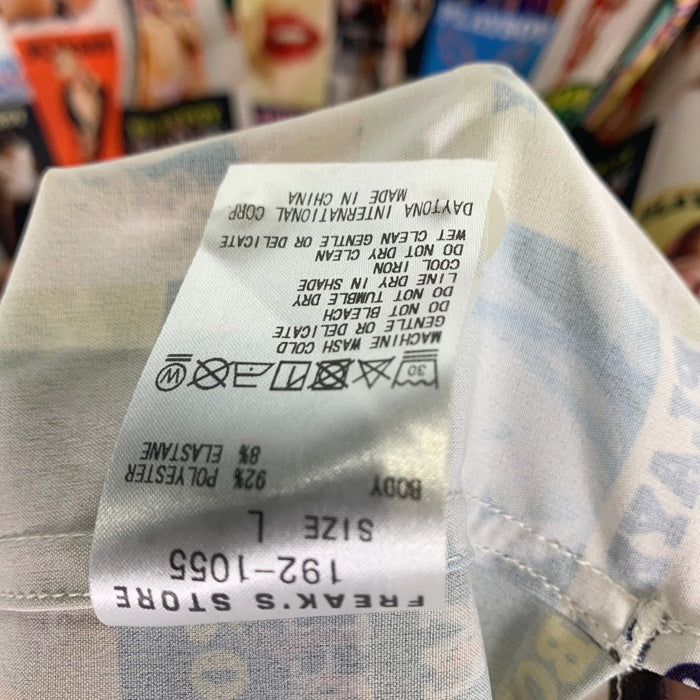 FREAK'S STORE
192-1055
SIZE L
BODY 92% POLYESTER
8% ELASTANE
30
W
MACHINE WASH COLD
GENTLE OR DELICATE
DO NOT BLEACH
DO NOT TUMBLE DRY
LINE DRY IN SHADE
COOL IRON
DO NOT DRY CLEAN
WET CLEAN GENTLE OR DELICATE
DAYTONA INTERNATIONAL CORP.
MADE IN CHINA
PLAYBOY